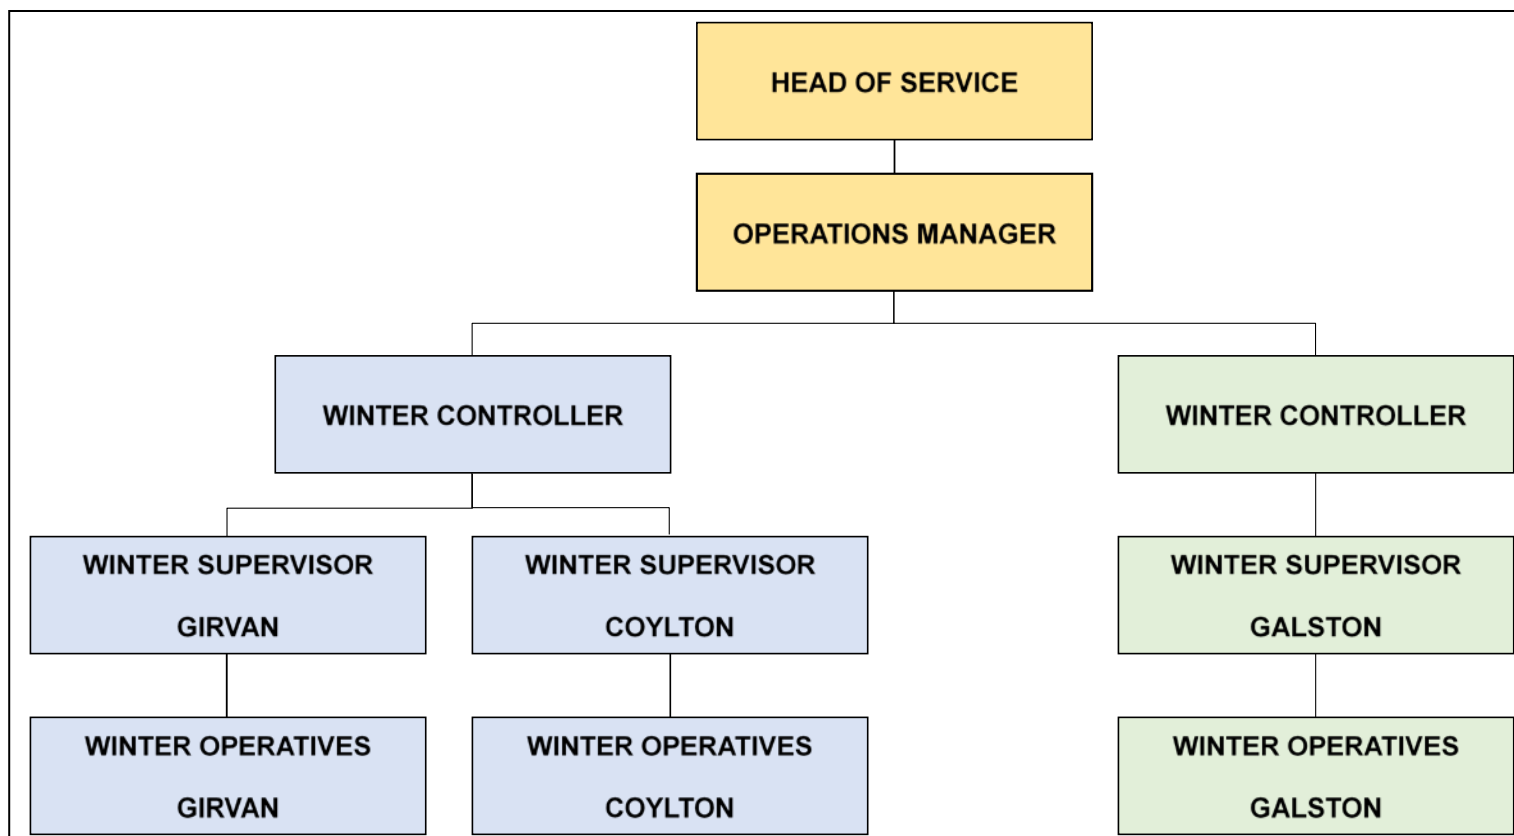 HEAD OF SERVICE
OPERATIONS MANAGER
WINTER CONTROLLER
WINTER CONTROLLER
WINTER SUPERVISOR
GIRVAN
WINTER SUPERVISOR
COYLTON
WINTER SUPERVISOR
GALSTON
WINTER OPERATIVES
GIRVAN
WINTER OPERATIVES
COYLTON
WINTER OPERATIVES
GALSTON